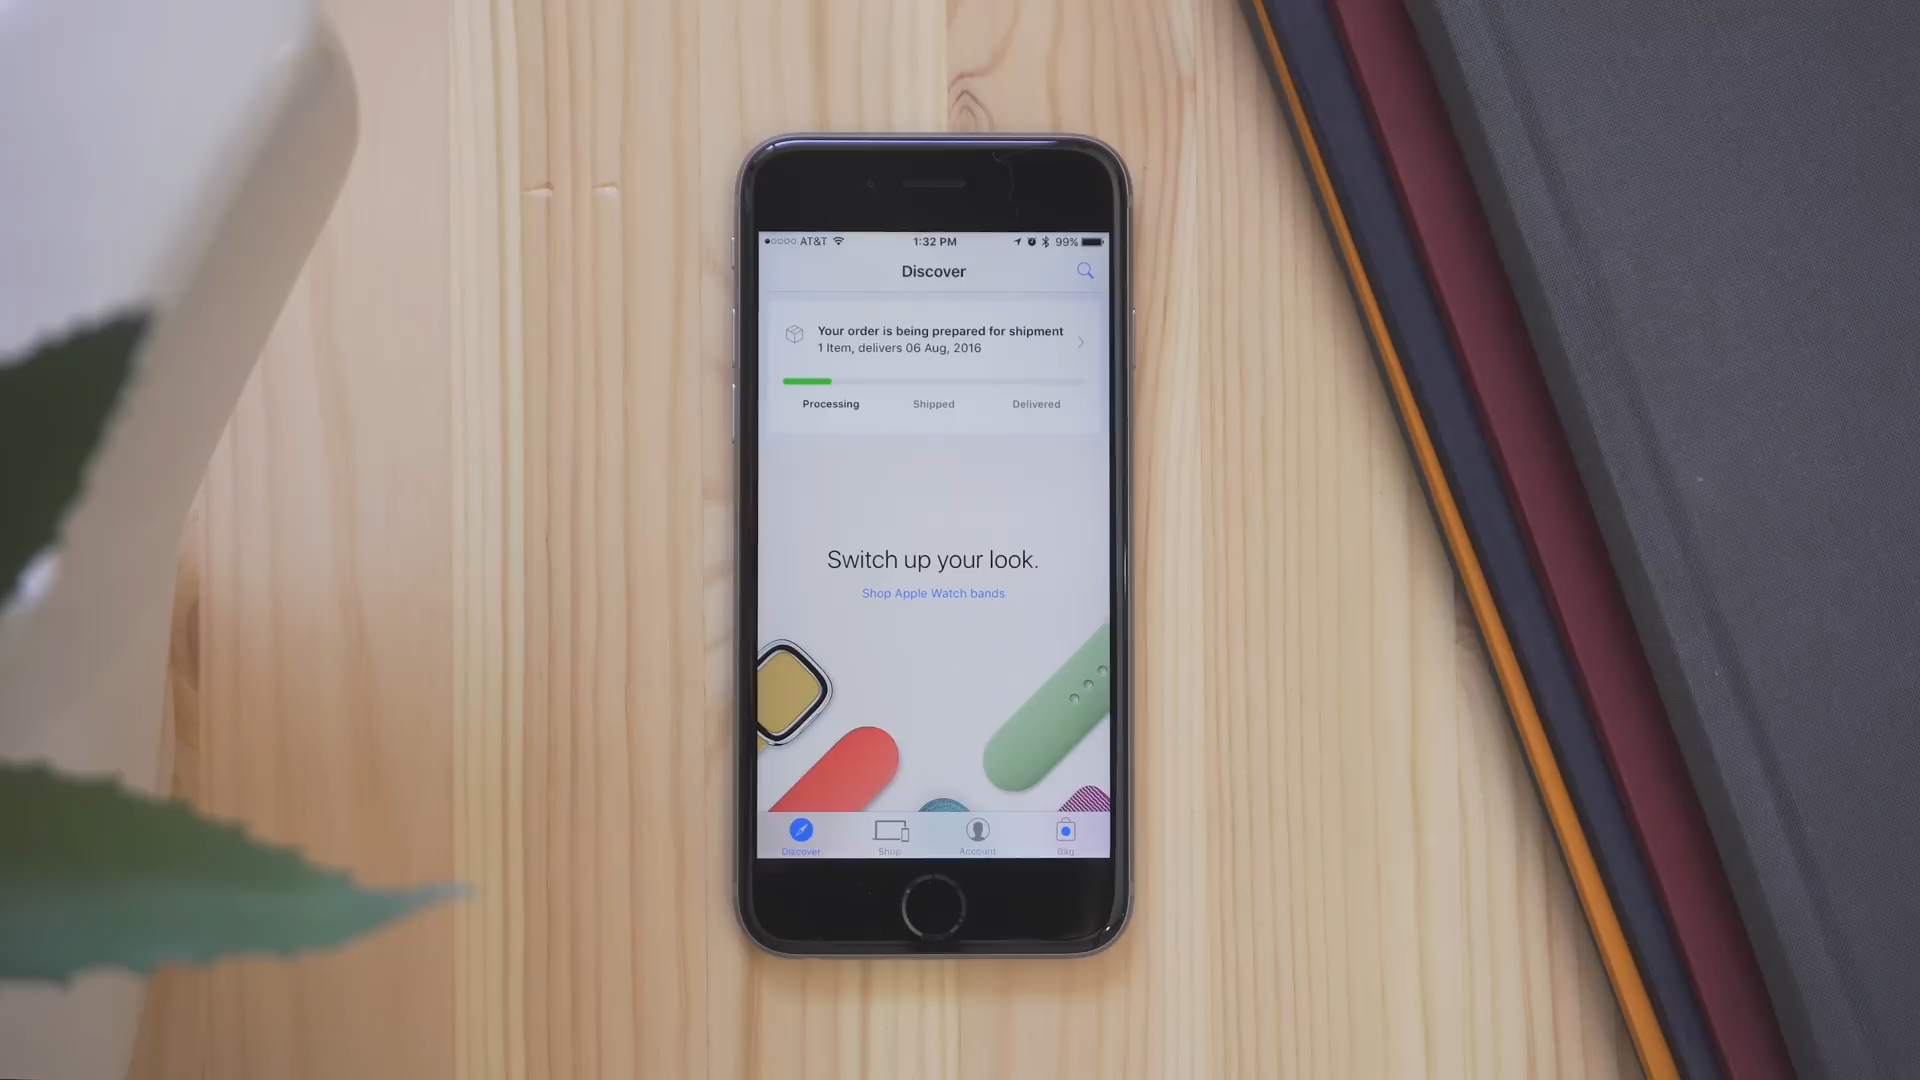 AT&T 1:32 PM 99%
Discover
Your order is being prepared for shipment
1 Item, delivers 06 Aug, 2016
Processing Shipped Delivered
Switch up your look.
Shop Apple Watch bands
Discover Shop Account Bag